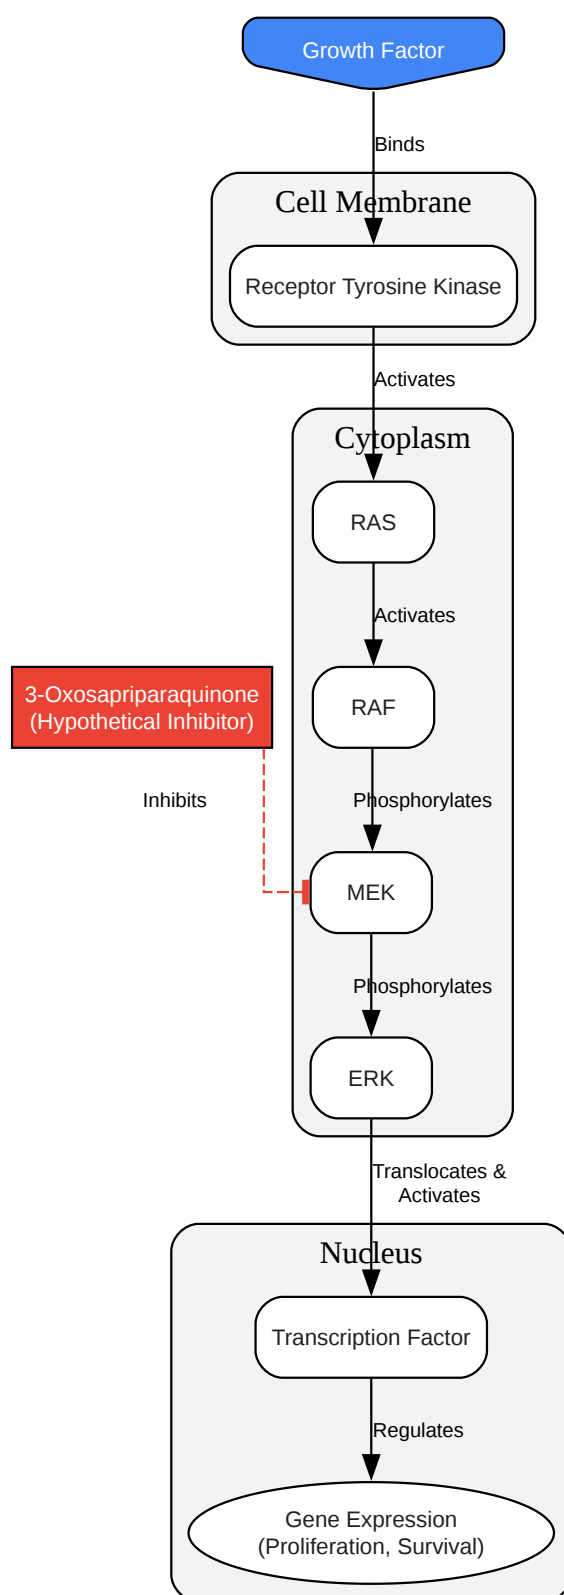 Growth Factor
Binds
Cell Membrane
Receptor Tyrosine Kinase
Activates
Cytoplasm
RAS
Activates
3-Oxosapriparaquinone
(Hypothetical Inhibitor)
RAF
Inhibits
Phosphorylates
MEK
Phosphorylates
ERK
Translocates &
Activates
Nucleus
Transcription Factor
Regulates
Gene Expression
(Proliferation, Survival)